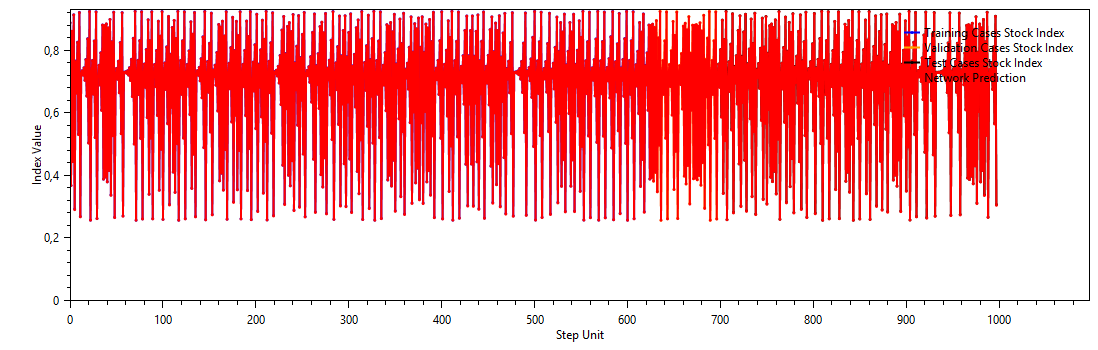 Training Cases Stock Index
Validation Cases Stock Index
Test Cases Stock Index
Network Prediction
0,8
0,6
0,4
0,2
0
Index Value
0 100 200 300 400 500 600 700 800 900 1000
Step Unit